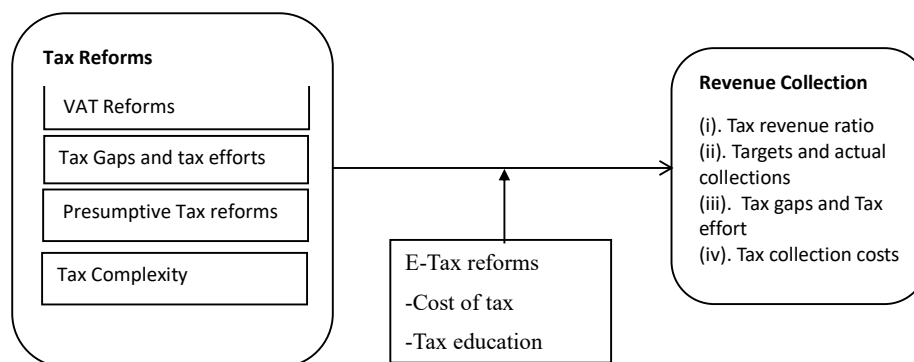 Tax Reforms
VAT Reforms
Tax Gaps and tax efforts
Presumptive Tax reforms
Tax Complexity
E-Tax reforms
-Cost of tax
-Tax education
Revenue Collection
(i). Tax revenue ratio
(ii). Targets and actual
collections
(iii). Tax gaps and Tax
effort
(iv). Tax collection costs